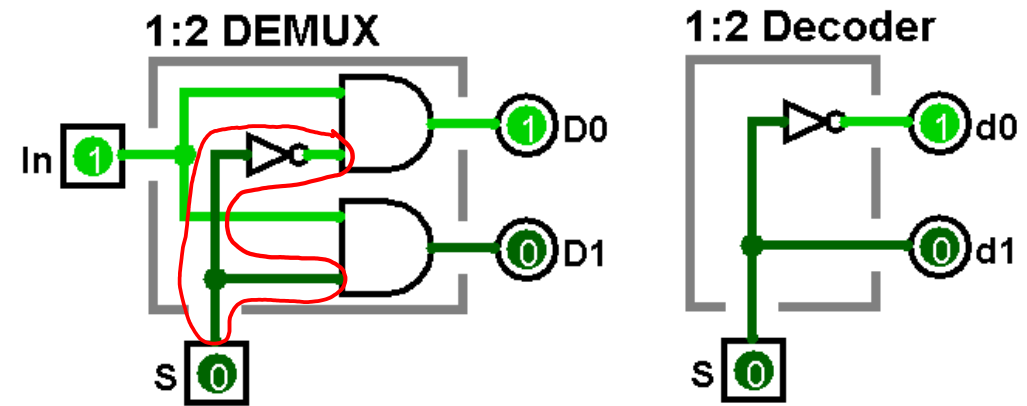 1:2 DEMUX
1:2 Decoder
In 1
1 D0
0 D1
S 0
1 d0
0 d1
S 0